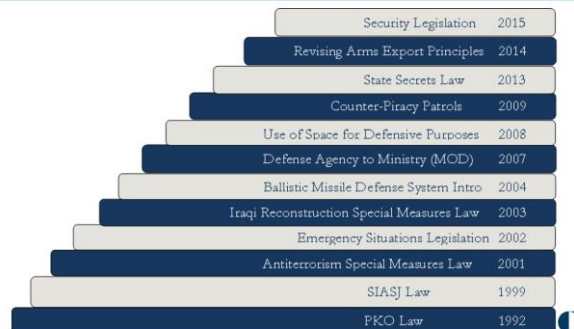 Security Legislation 2015
Revising Arms Export Principles 2014
State Secrets Law 2013
Counter-Piracy Patrols 2009
Use of Space for Defensive Purposes 2008
Defense Agency to Ministry (MOD) 2007
Ballistic Missile Defense System Intro 2004
Iraqi Reconstruction Special Measures Law 2003
Emergency Situations Legislation 2002
Antiterrorism Special Measures Law 2001
SIASJ Law 1999
PKO Law 1992